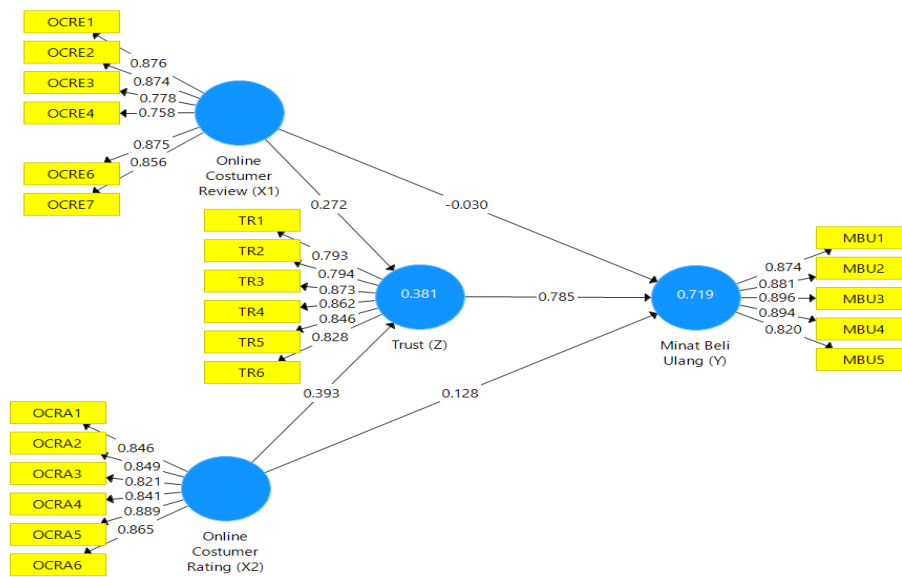 OCRE1
OCRE2
OCRE3
OCRE4
OCRE6
OCRE7
0.876
0.874
0.778
0.758
0.875
0.856
Online
Costumer
Review (X1)
0.272
-0.030
TR1
TR2
TR3
TR4
TR5
TR6
0.793
0.794
0.873
0.862
0.846
0.828
0.381
Trust (Z)
0.785
0.719
Minat Beli
Ulang (Y)
0.874
0.881
0.896
0.894
0.820
MBU1
MBU2
MBU3
MBU4
MBU5
0.393
0.128
OCRA1
OCRA2
OCRA3
OCRA4
OCRA5
OCRA6
0.846
0.849
0.821
0.841
0.889
0.865
Online
Costumer
Rating (X2)